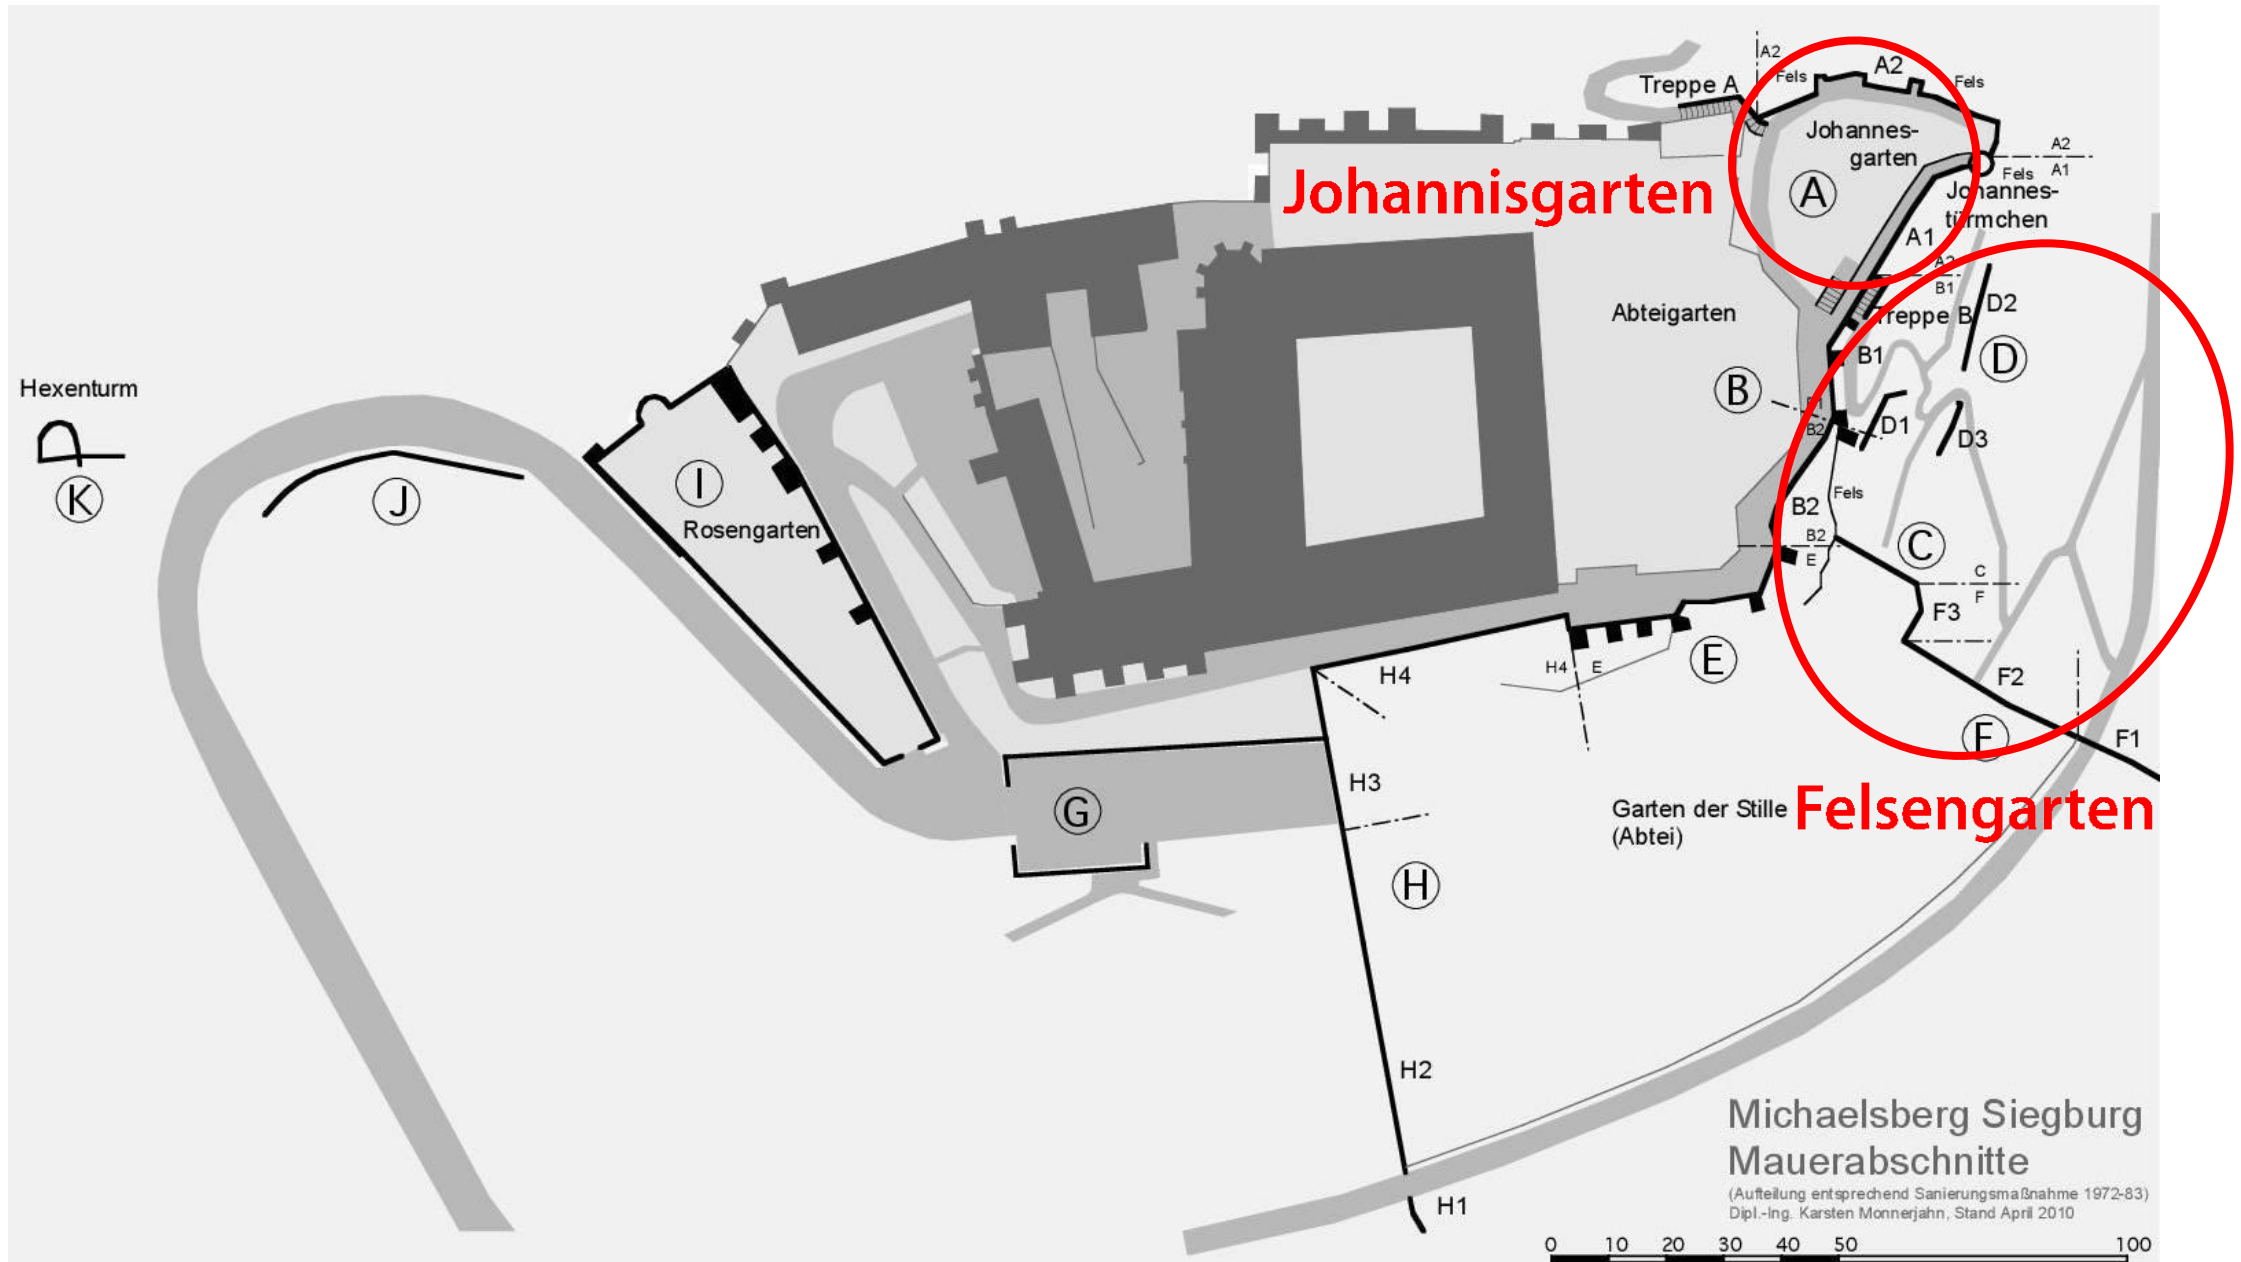 A2
Fels
A2
Fels
Treppe A
Johannes-
garten
A2
A1
Fels
Johannisgarten
A
Johannes-
türmchen
A1
A2
B1
Abteigarten
Treppe B
D2
B1
D
Hexenturm
B
B1
B2
D1
D3
K
J
I
Rosengarten
Fels
B2
B2
E
C
C
F
F3
E
H4
E
H4
F2
F
F1
H3
G
Garten der Stille
(Abtei)
Felsengarten
H
H2
H1
Michaelsberg Siegburg
Mauerabschnitte
(Aufteilung entsprechend Sanierungsmaßnahme 1972-83)
Dipl.-Ing. Karsten Monnerjahn, Stand April 2010
0 10 20 30 40 50 100